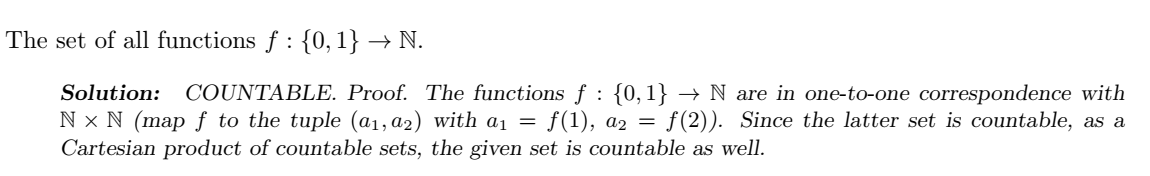 The set of all functions f : {0, 1} → ℕ.
Solution: COUNTABLE. Proof. The functions f : {0, 1} → ℕ are in one-to-one correspondence with
ℕ × ℕ (map f to the tuple (a₁, a₂) with a₁ = f(1), a₂ = f(2)). Since the latter set is countable, as a
Cartesian product of countable sets, the given set is countable as well.